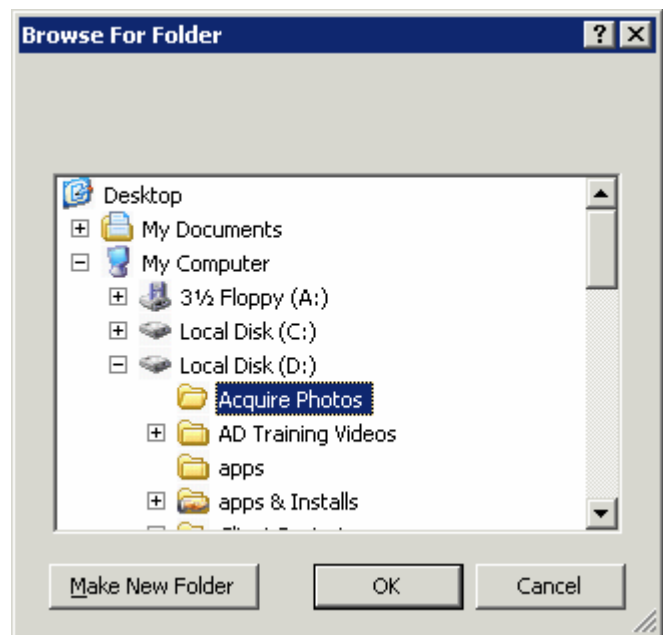 Browse For Folder
Desktop
My Documents
My Computer
3½ Floppy (A:)
Local Disk (C:)
Local Disk (D:)
Acquire Photos
AD Training Videos
apps
apps & Installs
Make New Folder OK Cancel